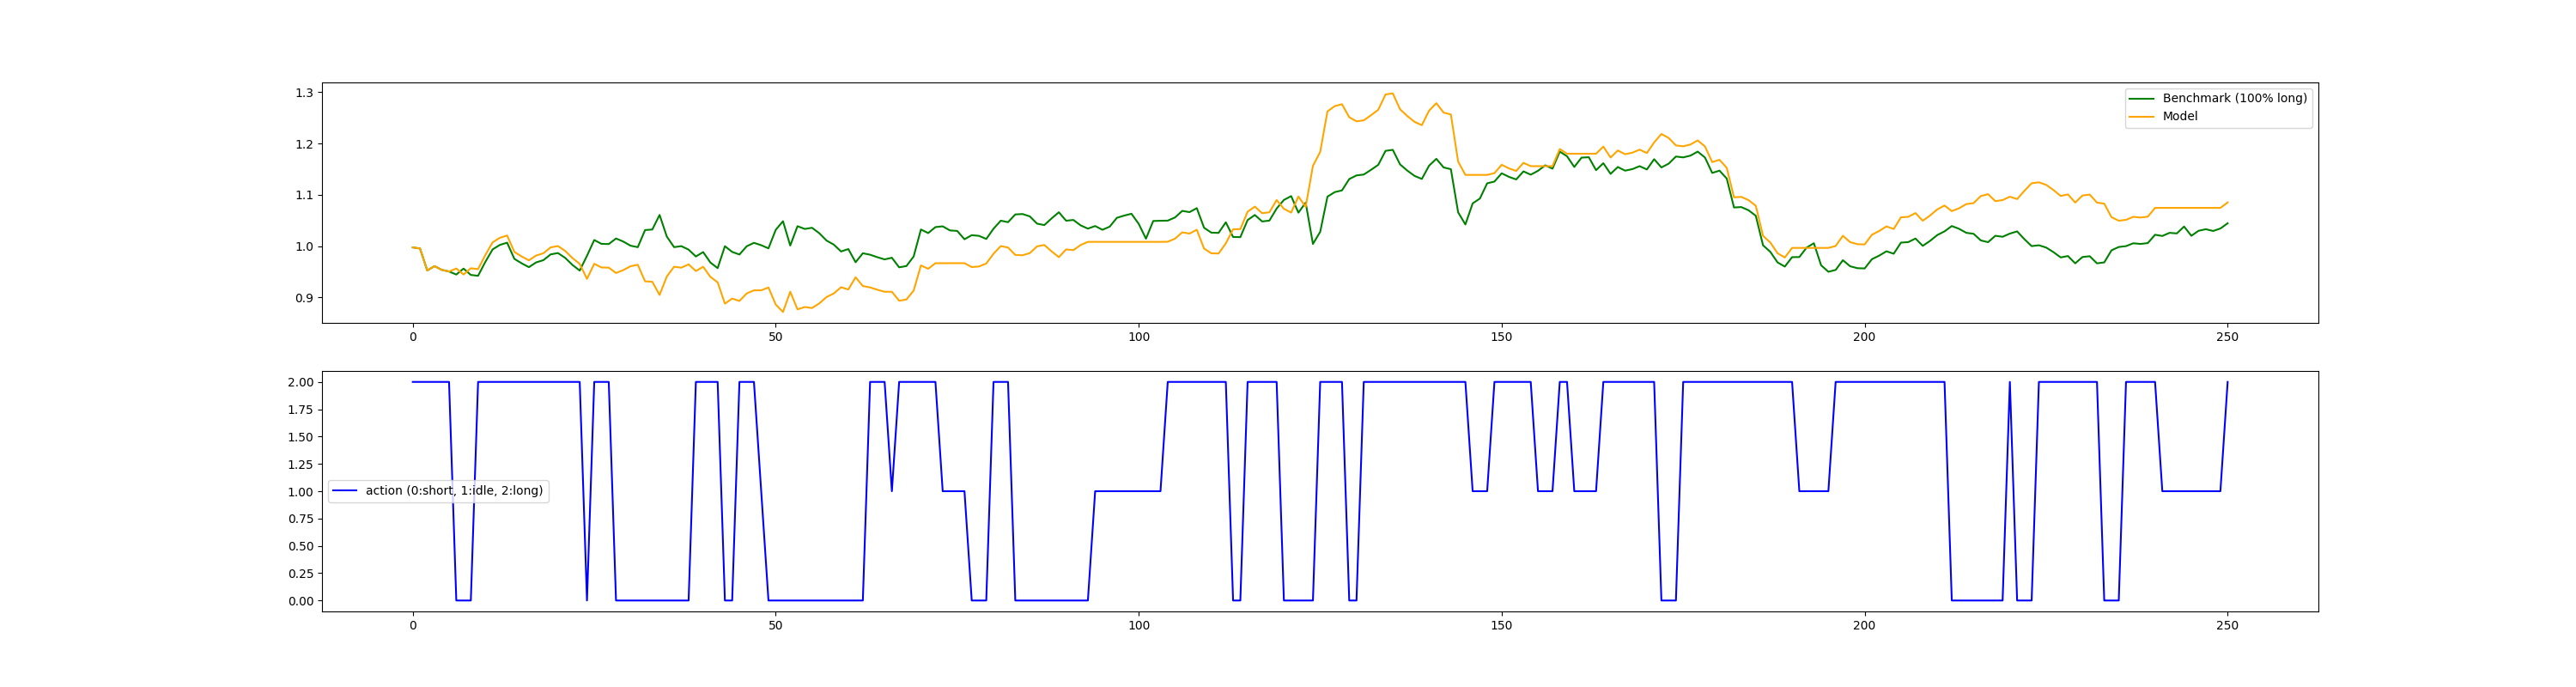 1.3
1.2
1.1
1.0
0.9
Benchmark (100% long)
Model
0 50 100 150 200 250
2.00
1.75
1.50
1.25
1.00
0.75
0.50
0.25
0.00
action (0:short, 1:idle, 2:long)
0 50 100 150 200 250